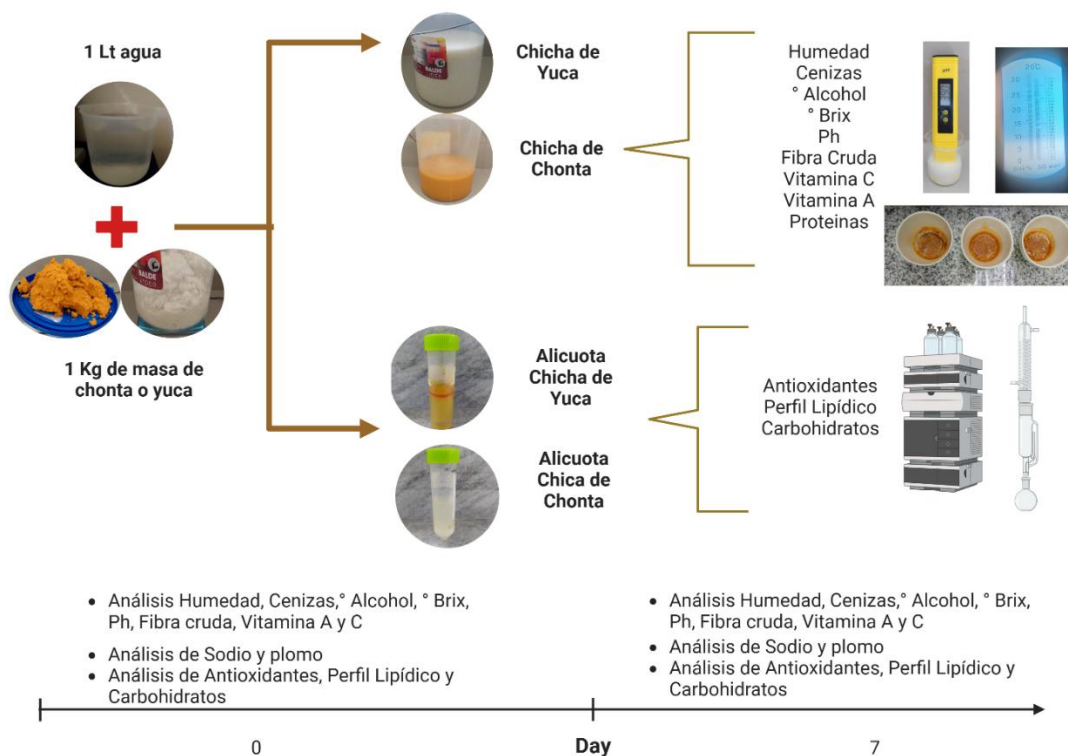 1 Lt agua
1 Kg de masa de
chonta o yuca
BALDE
Chicha de
Yuca
Chicha de
Chonta
Humedad
Cenizas
° Alcohol
° Brix
Ph
Fibra Cruda
Vitamina C
Vitamina A
Proteinas
Alicuota
Chicha de
Yuca
Alicuota
Chica de
Chonta
Antioxidantes
Perfil Lipídico
Carbohidratos
• Análisis Humedad, Cenizas,° Alcohol, ° Brix,
Ph, Fibra cruda, Vitamina A y C
• Análisis de Sodio y plomo
• Análisis de Antioxidantes, Perfil Lipídico y
Carbohidratos
• Análisis Humedad, Cenizas,° Alcohol, ° Brix,
Ph, Fibra cruda, Vitamina A y C
• Análisis de Sodio y plomo
• Análisis de Antioxidantes, Perfil Lipídico y
Carbohidratos
0 Day 7